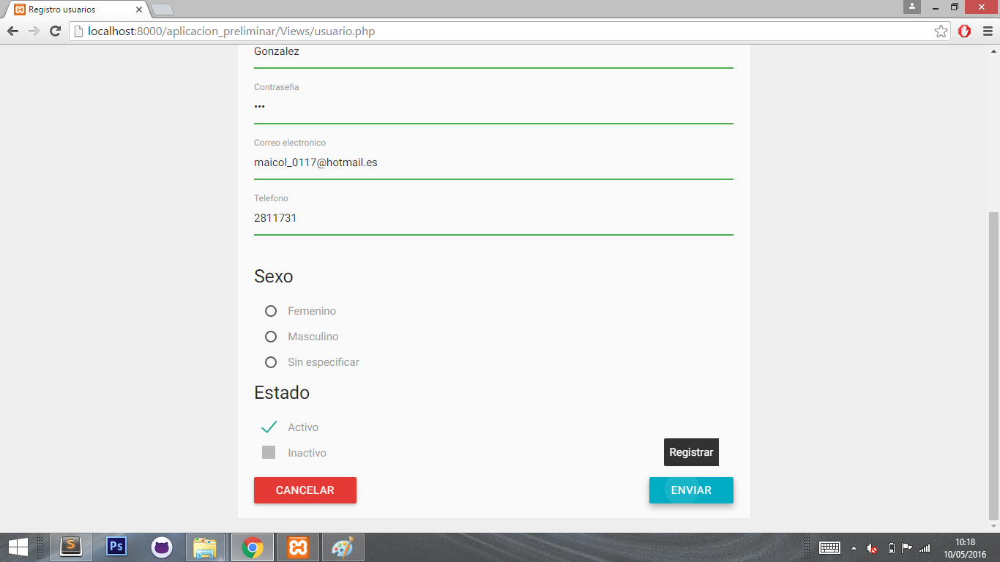 Registro usuarios
localhost:8000/aplicacion_preliminar/Views/usuario.php
Gonzalez
Contraseña
•••
Correo electronico
maicol_0117@hotmail.es
Telefono
2811731
Sexo
Femenino
Masculino
Sin especificar
Estado
Activo
Inactivo
Registrar
CANCELAR
ENVIAR
S
Ps
10:18
10/05/2016